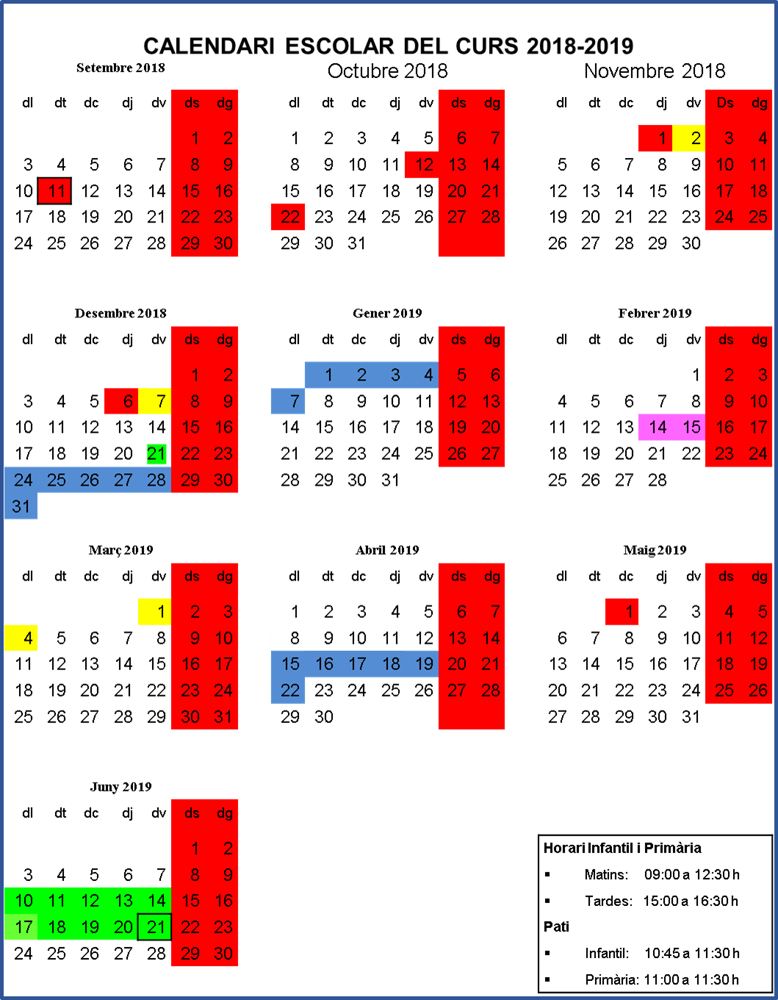 CALENDARI ESCOLAR DEL CURS 2018-2019
Setembre 2018
dl dt dc dj dv ds dg
1 2
3 4 5 6 7 8 9
10 11 12 13 14 15 16
17 18 19 20 21 22 23
24 25 26 27 28 29 30
Octubre 2018
dl dt dc dj dv ds dg
1 2 3 4 5 6 7
8 9 10 11 12 13 14
15 16 17 18 19 20 21
22 23 24 25 26 27 28
29 30 31
Novembre 2018
dl dt dc dj dv Ds dg
1 2 3 4
5 6 7 8 9 10 11
12 13 14 15 16 17 18
19 20 21 22 23 24 25
26 27 28 29 30
Desembre 2018
dl dt dc dj dv ds dg
1 2
3 4 5 6 7 8 9
10 11 12 13 14 15 16
17 18 19 20 21 22 23
24 25 26 27 28 29 30
31
Gener 2019
dl dt dc dj dv ds dg
1 2 3 4 5 6
7 8 9 10 11 12 13
14 15 16 17 18 19 20
21 22 23 24 25 26 27
28 29 30 31
Febrer 2019
dl dt dc dj dv ds dg
1 2 3
4 5 6 7 8 9 10
11 12 13 14 15 16 17
18 19 20 21 22 23 24
25 26 27 28
Març 2019
dl dt dc dj dv ds dg
1 2 3
4 5 6 7 8 9 10
11 12 13 14 15 16 17
18 19 20 21 22 23 24
25 26 27 28 29 30 31
Abril 2019
dl dt dc dj dv ds dg
1 2 3 4 5 6 7
8 9 10 11 12 13 14
15 16 17 18 19 20 21
22 23 24 25 26 27 28
29 30
Maig 2019
dl dt dc dj dv ds dg
1 2 3 4 5
6 7 8 9 10 11 12
13 14 15 16 17 18 19
20 21 22 23 24 25 26
27 28 29 30 31
Juny 2019
dl dt dc dj dv ds dg
1 2
3 4 5 6 7 8 9
10 11 12 13 14 15 16
17 18 19 20 21 22 23
24 25 26 27 28 29 30
Horari Infantil i Primària
▪ Matins: 09:00 a 12:30 h
▪ Tardes: 15:00 a 16:30 h
Pati
▪ Infantil: 10:45 a 11:30 h
▪ Primària: 11:00 a 11:30 h